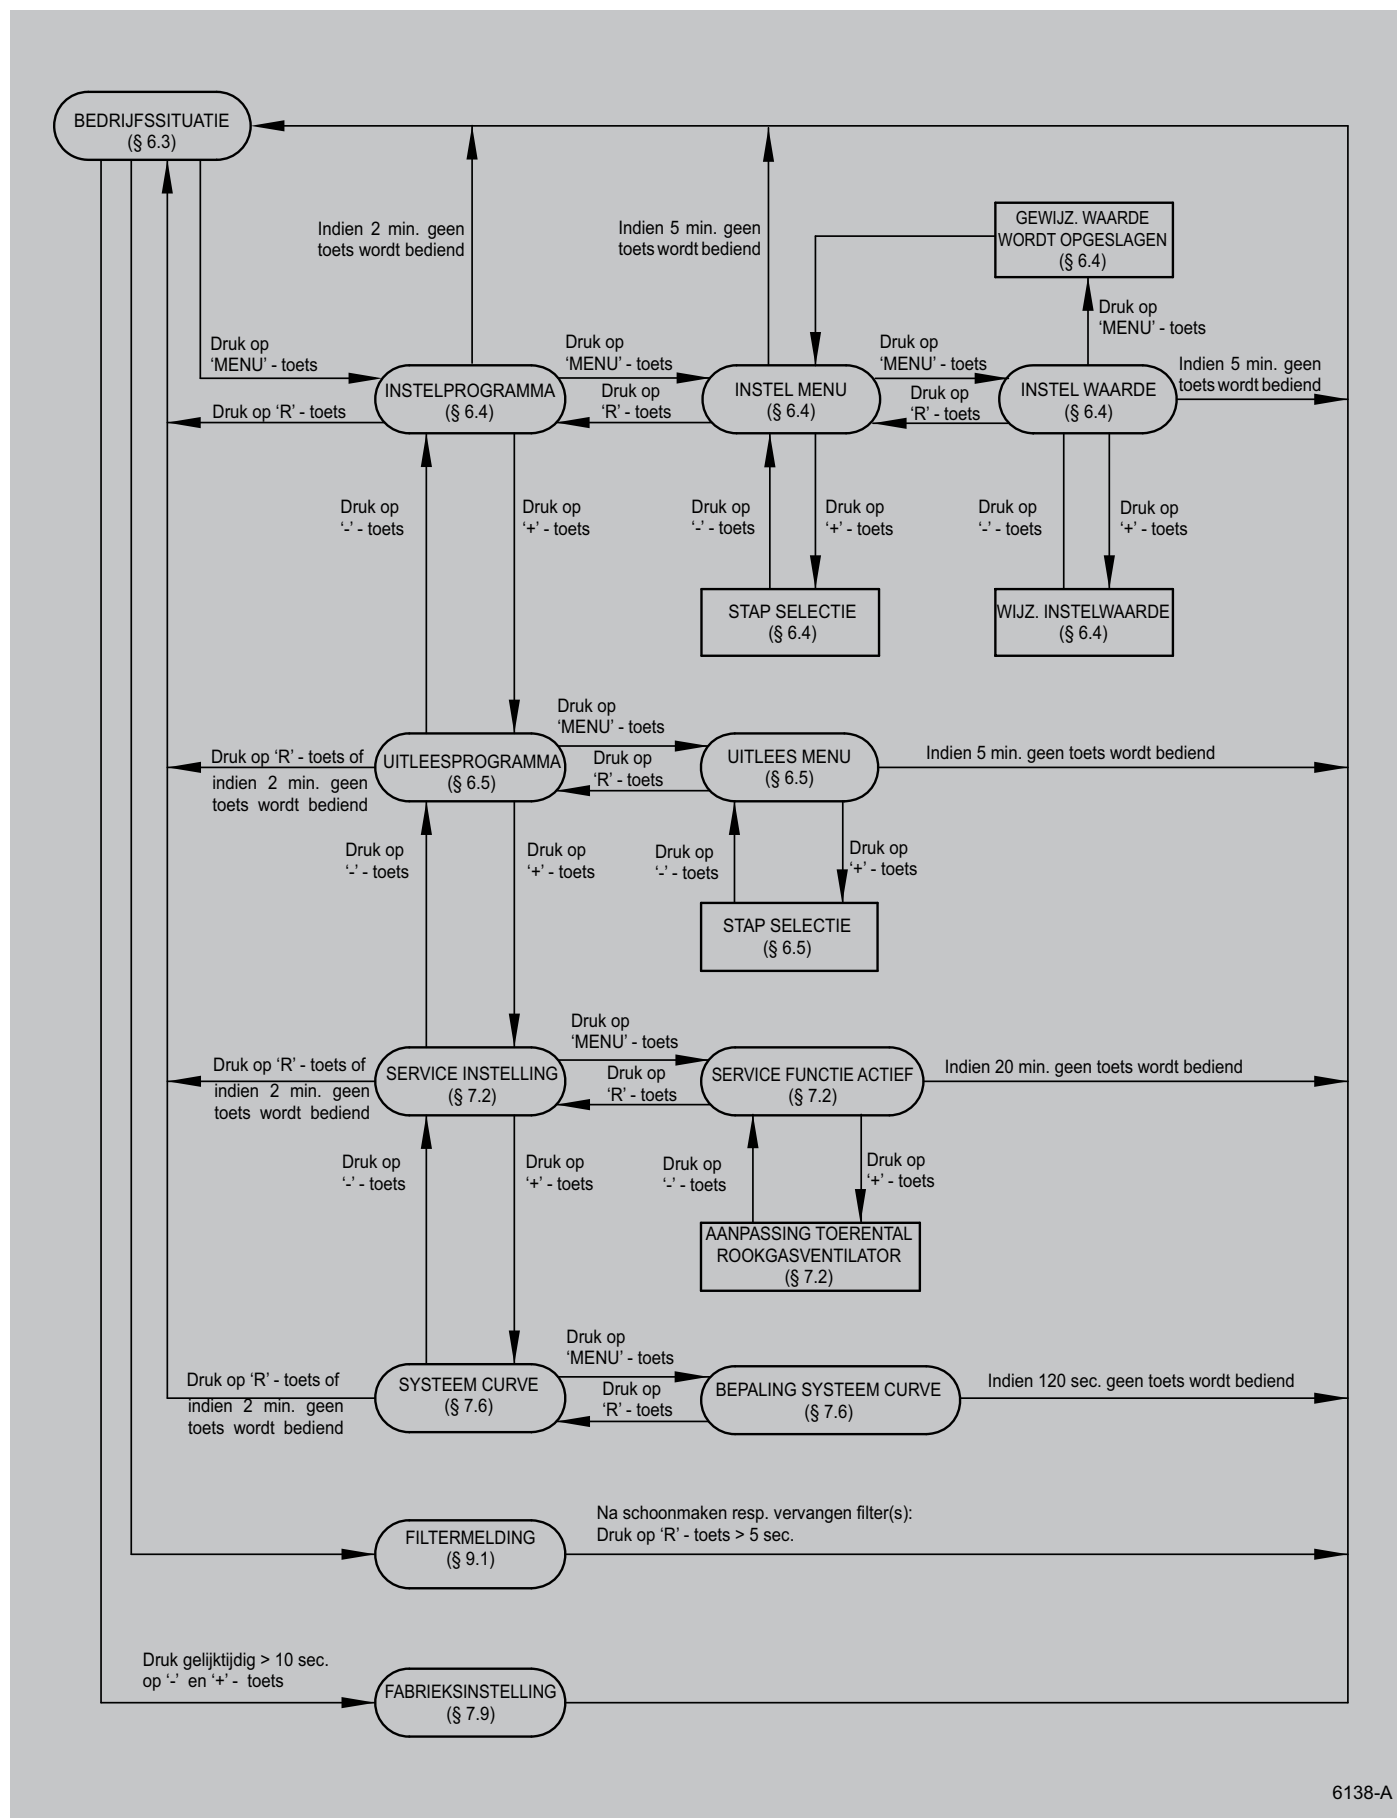 BEDRIJFSSITUATIE
(§ 6.3)
Indien 2 min. geen
toets wordt bediend
Indien 5 min. geen
toets wordt bediend
GEWIJZ. WAARDE
WORDT OPGESLAGEN
(§ 6.4)
Druk op
‘MENU’ - toets
Druk op
‘MENU’ - toets
Druk op
‘MENU’ - toets
Druk op
‘MENU’ - toets
Indien 5 min. geen
toets wordt bediend
INSTELPROGRAMMA
(§ 6.4)
INSTEL MENU
(§ 6.4)
INSTEL WAARDE
(§ 6.4)
Druk op ‘R’ - toets
Druk op
‘R’ - toets
Druk op
‘R’ - toets
Druk op
‘-’ - toets
Druk op
‘+’ - toets
Druk op
‘-’ - toets
Druk op
‘+’ - toets
Druk op
‘-’ - toets
Druk op
‘+’ - toets
STAP SELECTIE
(§ 6.4)
WIJZ. INSTELWAARDE
(§ 6.4)
Druk op
‘MENU’ - toets
Druk op ‘R’ - toets of
indien 2 min. geen
toets wordt bediend
UITLEESPROGRAMMA
(§ 6.5)
Druk op
‘R’ - toets
UITLEES MENU
(§ 6.5)
Indien 5 min. geen toets wordt bediend
Druk op
‘-’ - toets
Druk op
‘+’ - toets
Druk op
‘-’ - toets
Druk op
‘+’ - toets
STAP SELECTIE
(§ 6.5)
Druk op
‘MENU’ - toets
Druk op ‘R’ - toets of
indien 2 min. geen
toets wordt bediend
SERVICE INSTELLING
(§ 7.2)
Druk op
‘R’ - toets
SERVICE FUNCTIE ACTIEF
(§ 7.2)
Indien 20 min. geen toets wordt bediend
Druk op
‘-’ - toets
Druk op
‘+’ - toets
Druk op
‘-’ - toets
Druk op
‘+’ - toets
AANPASSING TOERENTAL
ROOKGASVENTILATOR
(§ 7.2)
Druk op
‘MENU’ - toets
Druk op ‘R’ - toets of
indien 2 min. geen
toets wordt bediend
SYSTEEM CURVE
(§ 7.6)
Druk op
‘R’ - toets
BEPALING SYSTEEM CURVE
(§ 7.6)
Indien 120 sec. geen toets wordt bediend
FILTERMELDING
(§ 9.1)
Na schoonmaken resp. vervangen filter(s):
Druk op ‘R’ - toets > 5 sec.
Druk gelijktijdig > 10 sec.
op ‘-’ en ‘+’ - toets
FABRIEKSINSTELLING
(§ 7.9)
6138-A